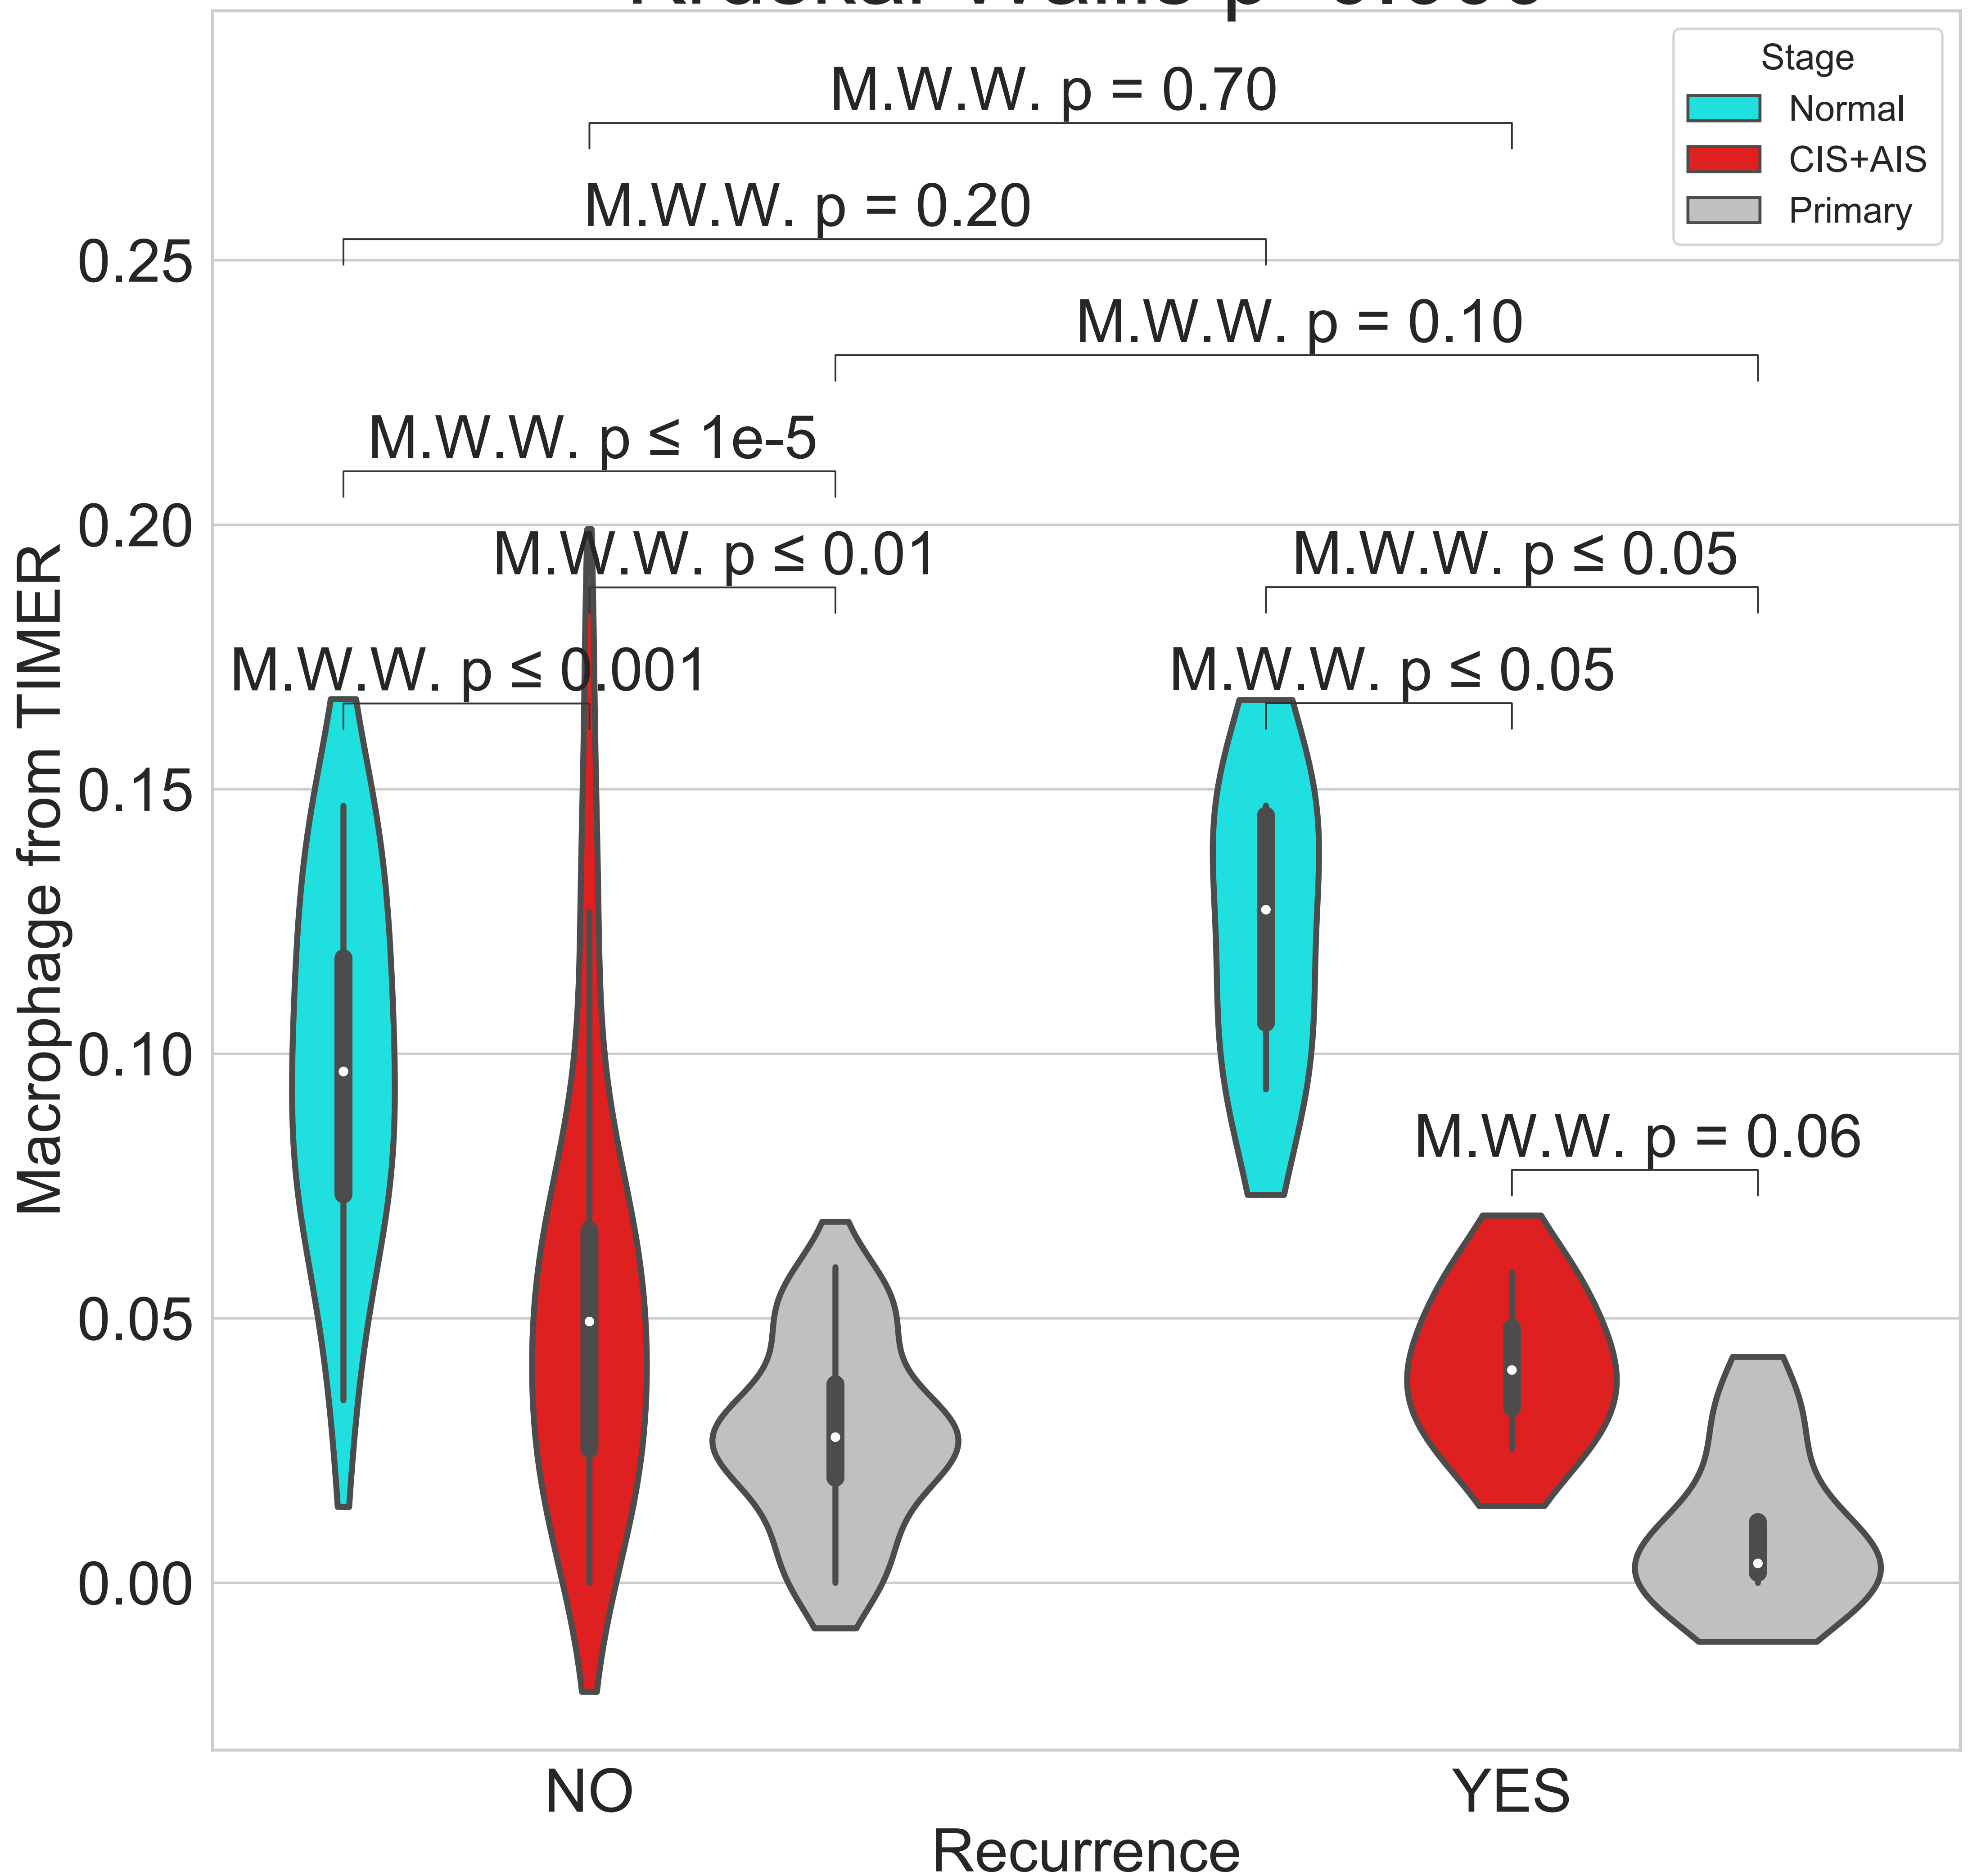 Stage
Normal
CIS+AIS
Primary
M.W.W. p = 0.70
M.W.W. p = 0.20
M.W.W. p = 0.10
M.W.W. p ≤ 1e-5
M.W.W. p ≤ 0.01
M.W.W. p ≤ 0.05
M.W.W. p ≤ 0.001
M.W.W. p ≤ 0.05
M.W.W. p = 0.06
Macrophage from TIMER
0.25
0.20
0.15
0.10
0.05
0.00
NO
YES
Recurrence